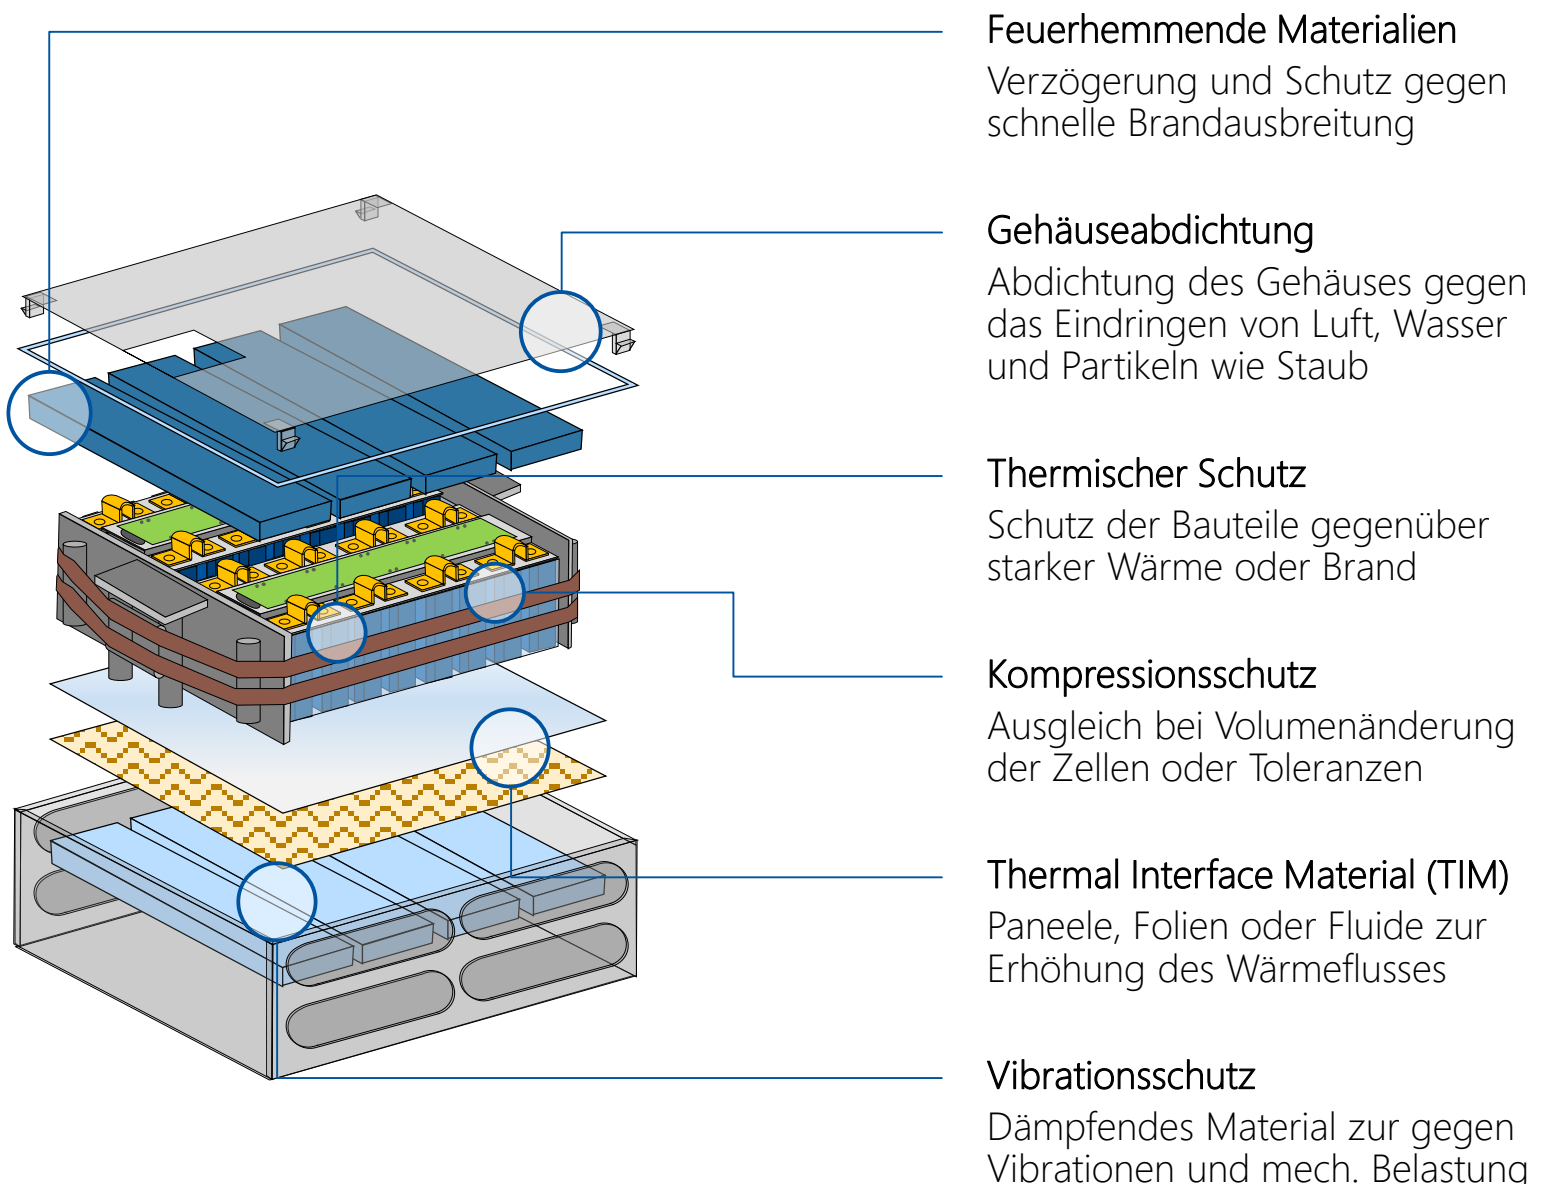 Feuerhemmende Materialien
Verzögerung und Schutz gegen
schnelle Brandausbreitung
Gehäuseabdichtung
Abdichtung des Gehäuses gegen
das Eindringen von Luft, Wasser
und Partikeln wie Staub
Thermischer Schutz
Schutz der Bauteile gegenüber
starker Wärme oder Brand
Kompressionsschutz
Ausgleich bei Volumenänderung
der Zellen oder Toleranzen
Thermal Interface Material (TIM)
Paneele, Folien oder Fluide zur
Erhöhung des Wärmeflusses
Vibrationsschutz
Dämpfendes Material zur gegen
Vibrationen und mech. Belastung